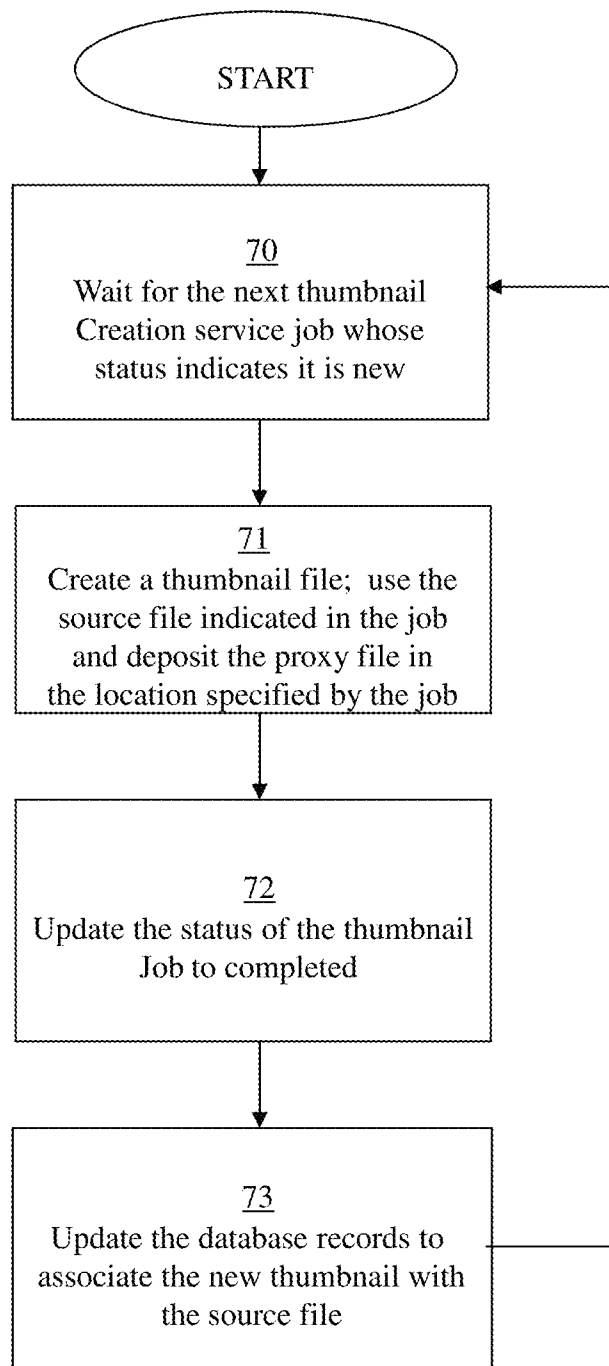 START
70
Wait for the next thumbnail
Creation service job whose
status indicates it is new
71
Create a thumbnail file; use the
source file indicated in the job
and deposit the proxy file in
the location specified by the job
72
Update the status of the thumbnail
Job to completed
73
Update the database records to
associate the new thumbnail with
the source file